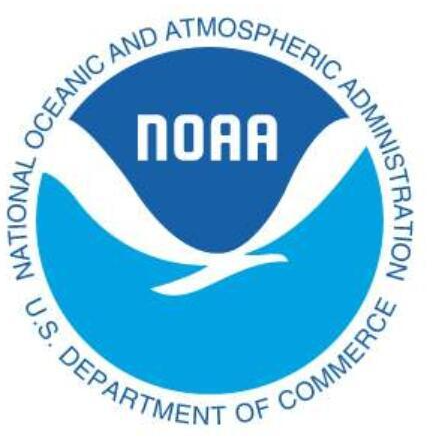 NATIONAL OCEANIC AND ATMOSPHERIC ADMINISTRATION
NOAA
U.S. DEPARTMENT OF COMMERCE